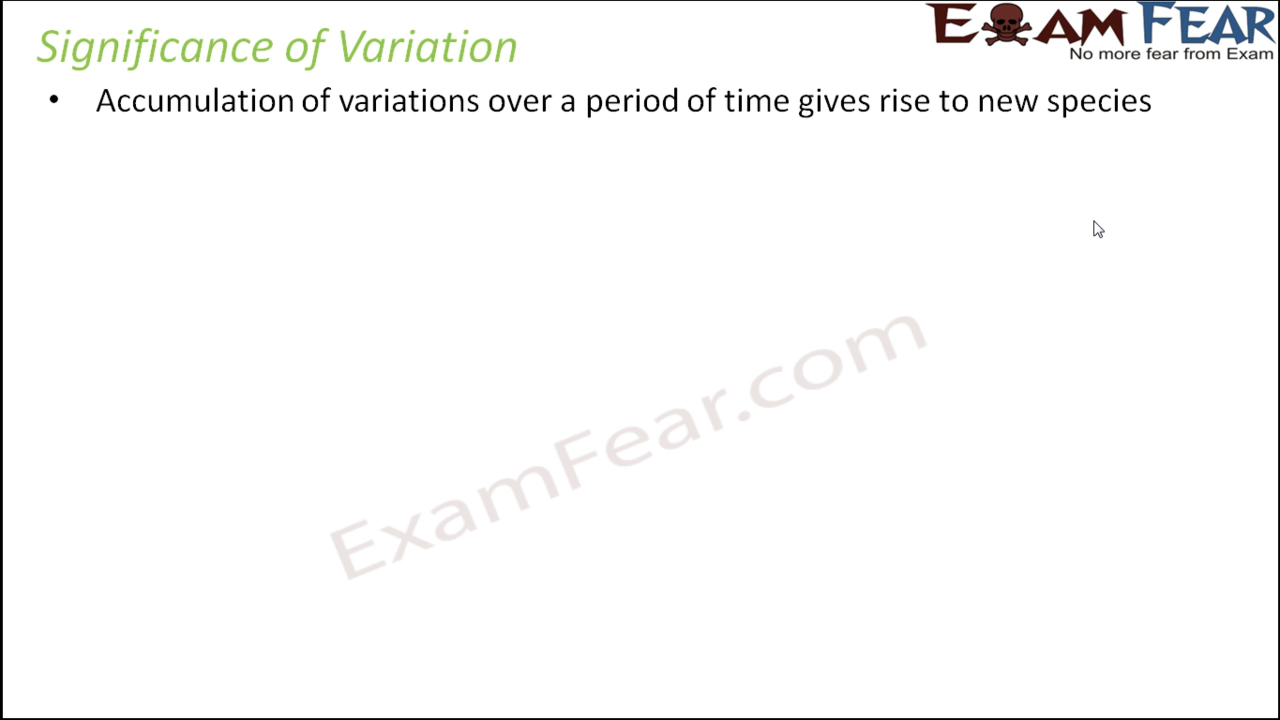 Significance of Variation
EXAM FEAR
No more fear from Exam
• Accumulation of variations over a period of time gives rise to new species
ExamFear.com